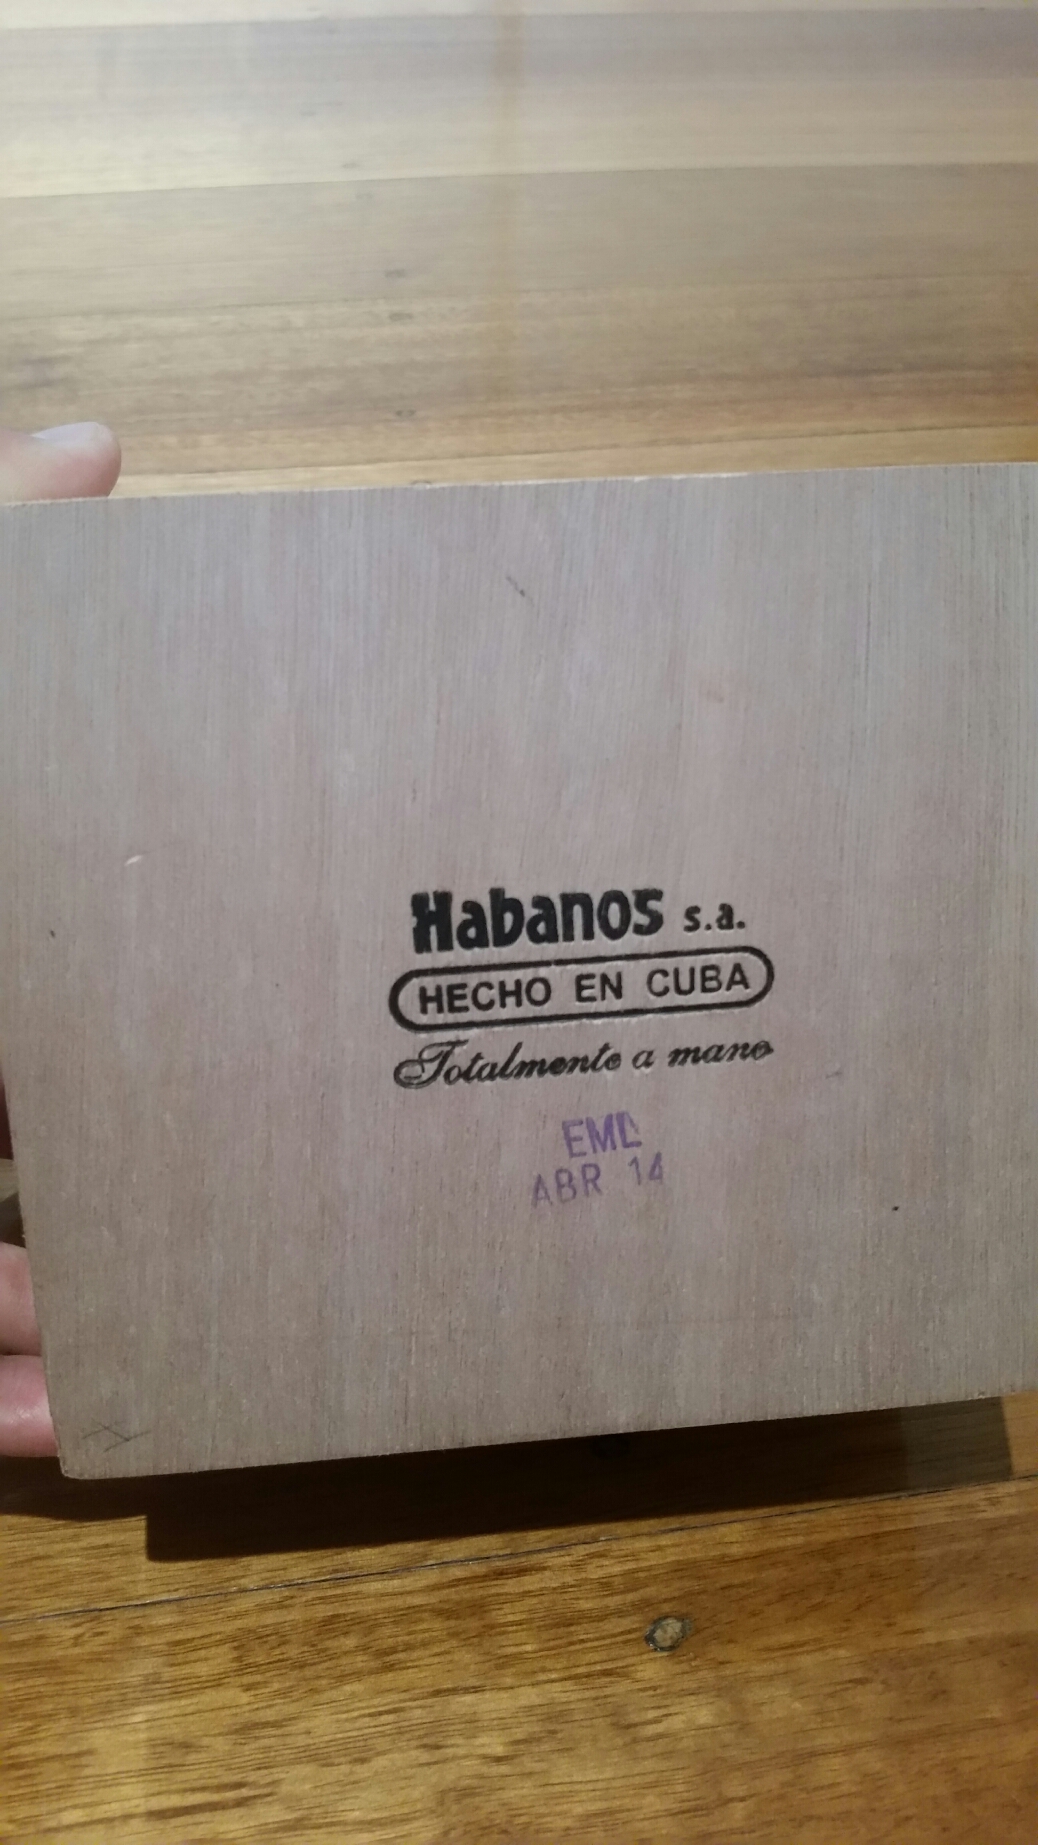 Habanos s.a.
HECHO EN CUBA
Totalmente a mano
EML
ABR 14